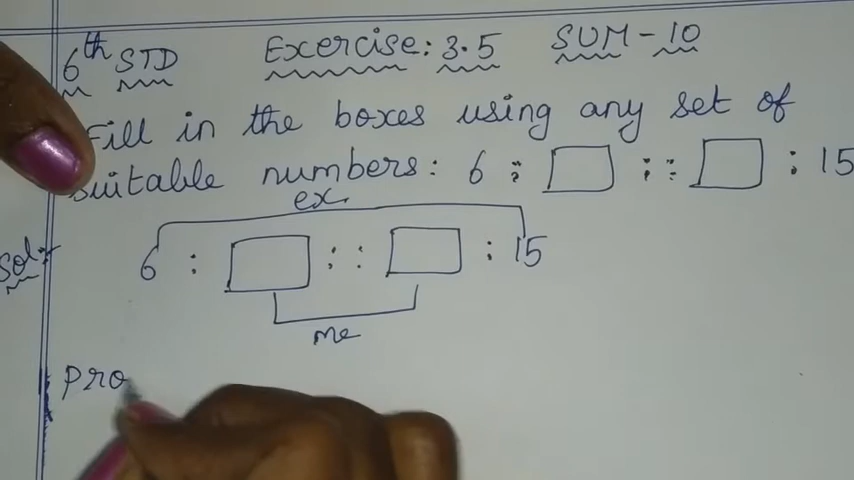 6th STD Exercise: 3.5 SUM-10
Fill in the boxes using any set of
suitable numbers: 6 : □ :: □ : 15
ex
Sol:- 6 : □ :: □ : 15
me
Pro